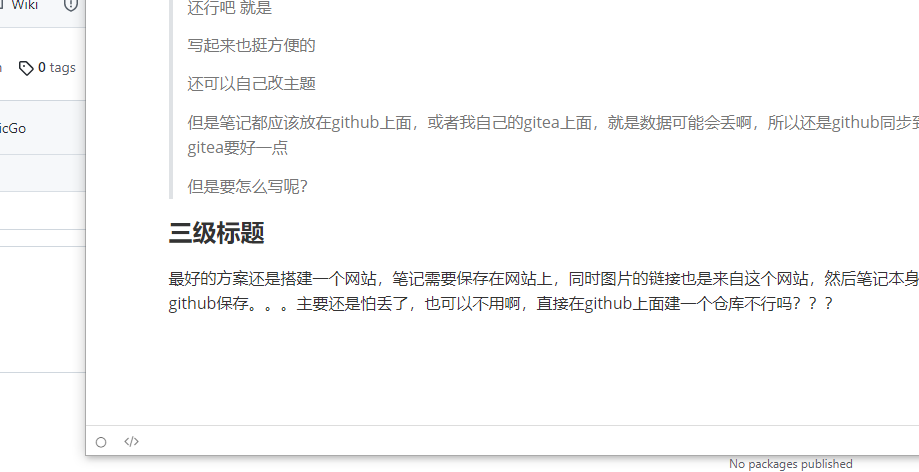 Wiki
还行吧 就是
写起来也挺方便的
0 tags
还可以自己改主题
icGo
但是笔记都应该放在github上面，或者我自己的gitea上面，就是数据可能会丢啊，所以还是github同步到
gitea要好一点
但是要怎么写呢？
三级标题
最好的方案还是搭建一个网站，笔记需要保存在网站上，同时图片的链接也是来自这个网站，然后笔记本身
github保存。。。主要还是怕丢了，也可以不用啊，直接在github上面建一个仓库不行吗？？？
</>
No packages published